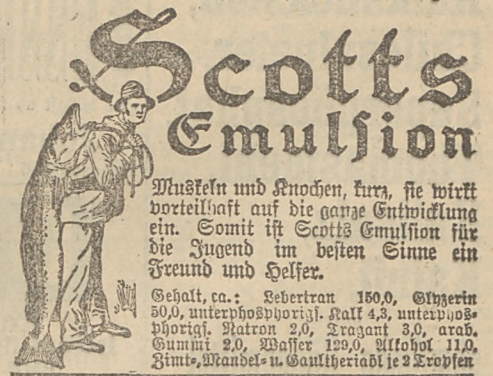 Scotts
Emulsion
Muskeln und Knochen, kurz, sie wirkt
vorteilhaft auf die ganze Entwicklung
ein. Somit ist Scotts Emulsion für
die Jugend im besten Sinne ein
Freund und Helfer.
Gehalt, ca.: Lebertran 150,0, Glyzerin
50,0, unterphosphorigs. Kalk 4,3, unterphos-
phorigs. Natron 2,0, Tragant 3,0, arab.
Gummi 2,0, Wasser 129,0, Alkohol 11,0,
Zimt-, Mandel- u. Gaultheriaöl je 2 Tropfen